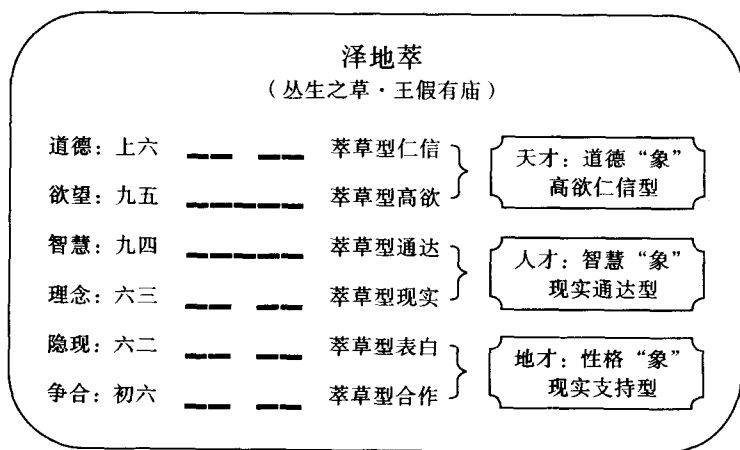 泽地萃
（丛生之草·王假有庙）
道德：上六 萃草型仁信
欲望：九五 萃草型高欲
天才：道德“象”
高欲仁信型
智慧：九四 萃草型通达
理念：六三 萃草型现实
人才：智慧“象”
现实通达型
隐现：六二 萃草型表白
争合：初六 萃草型合作
地才：性格“象”
现实支持型